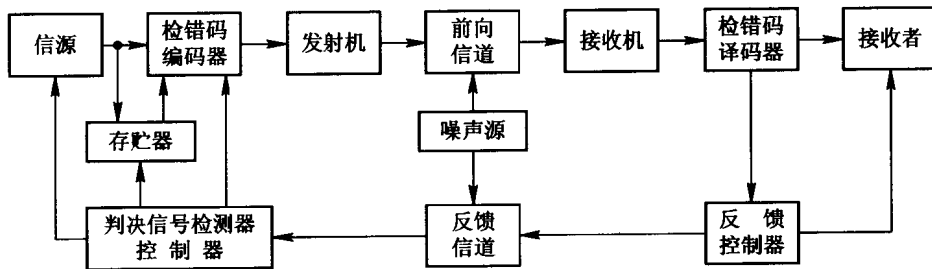 信源
检错码
编码器
发射机
前向
信道
接收机
检错码
译码器
接收者
存贮器
噪声源
判决信号检测器
控制器
反馈
信道
反馈
控制器